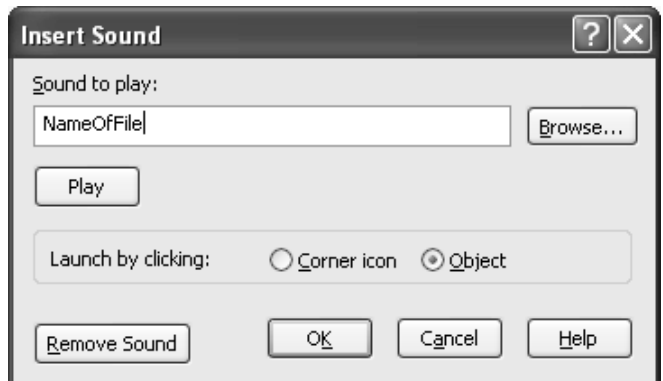 Insert Sound
Sound to play:
NameOfFile
Browse...
Play
Launch by clicking: Corner icon Object
Remove Sound OK Cancel Help